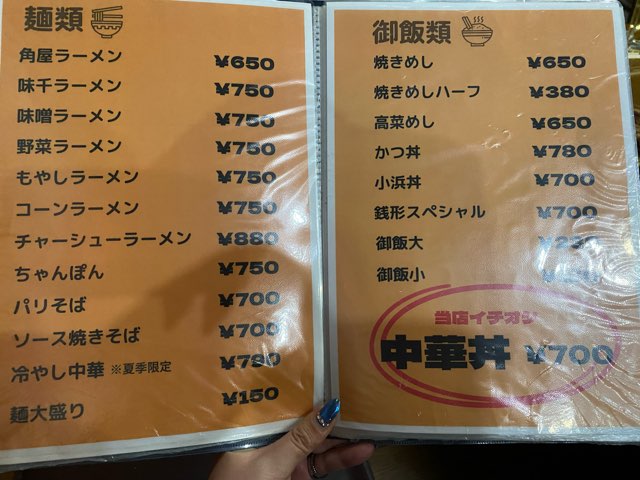 麺類
角屋ラーメン ¥650
味千ラーメン ¥750
味噌ラーメン ¥750
野菜ラーメン ¥750
もやしラーメン ¥750
コーンラーメン ¥750
チャーシューラーメン ¥880
ちゃんぽん ¥750
パリそば ¥700
ソース焼きそば ¥700
冷やし中華 ※夏季限定
麺大盛り ¥150
御飯類
焼きめし ¥650
焼きめしハーフ ¥380
高菜めし ¥650
かつ丼 ¥780
小浜丼 ¥700
銭形スペシャル ¥700
御飯大
御飯小
当店イチオシ
中華丼 ¥700